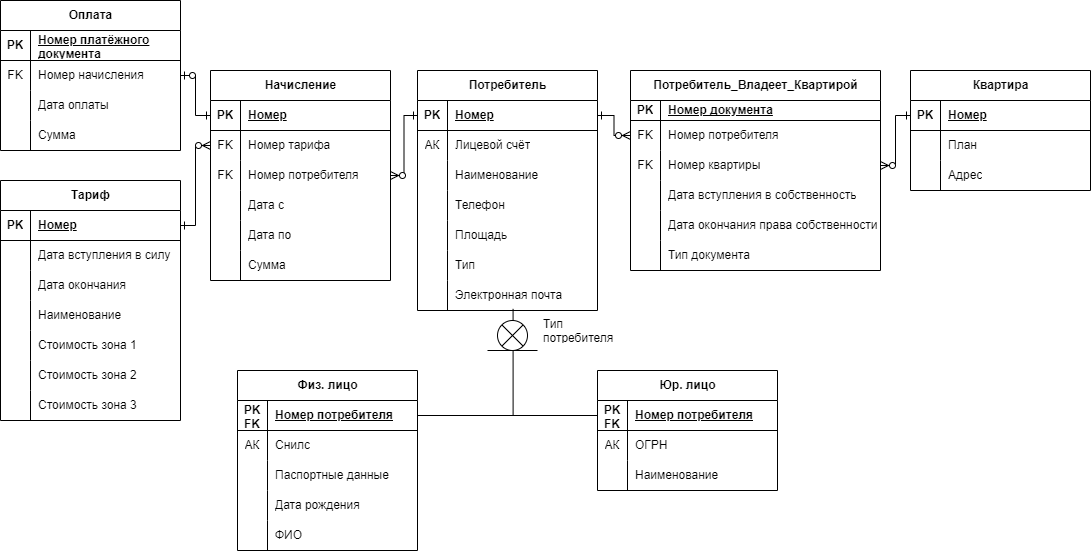 Оплата
PK Номер платёжного
документа
FK Номер начисления
Дата оплаты
Сумма
Тариф
PK Номер
Дата вступления в силу
Дата окончания
Наименование
Стоимость зона 1
Стоимость зона 2
Стоимость зона 3
Начисление
PK Номер
FK Номер тарифа
FK Номер потребителя
Дата с
Дата по
Сумма
Потребитель
PK Номер
АК Лицевой счёт
Наименование
Телефон
Площадь
Тип
Электронная почта
Потребитель_Владеет_Квартирой
PK Номер документа
FK Номер потребителя
FK Номер квартиры
Дата вступления в собственность
Дата окончания права собственности
Тип документа
Квартира
PK Номер
План
Адрес
Тип
потребителя
Физ. лицо
PK
FK Номер потребителя
АК Снилс
Паспортные данные
Дата рождения
ФИО
Юр. лицо
PK
FK Номер потребителя
АК ОГРН
Наименование